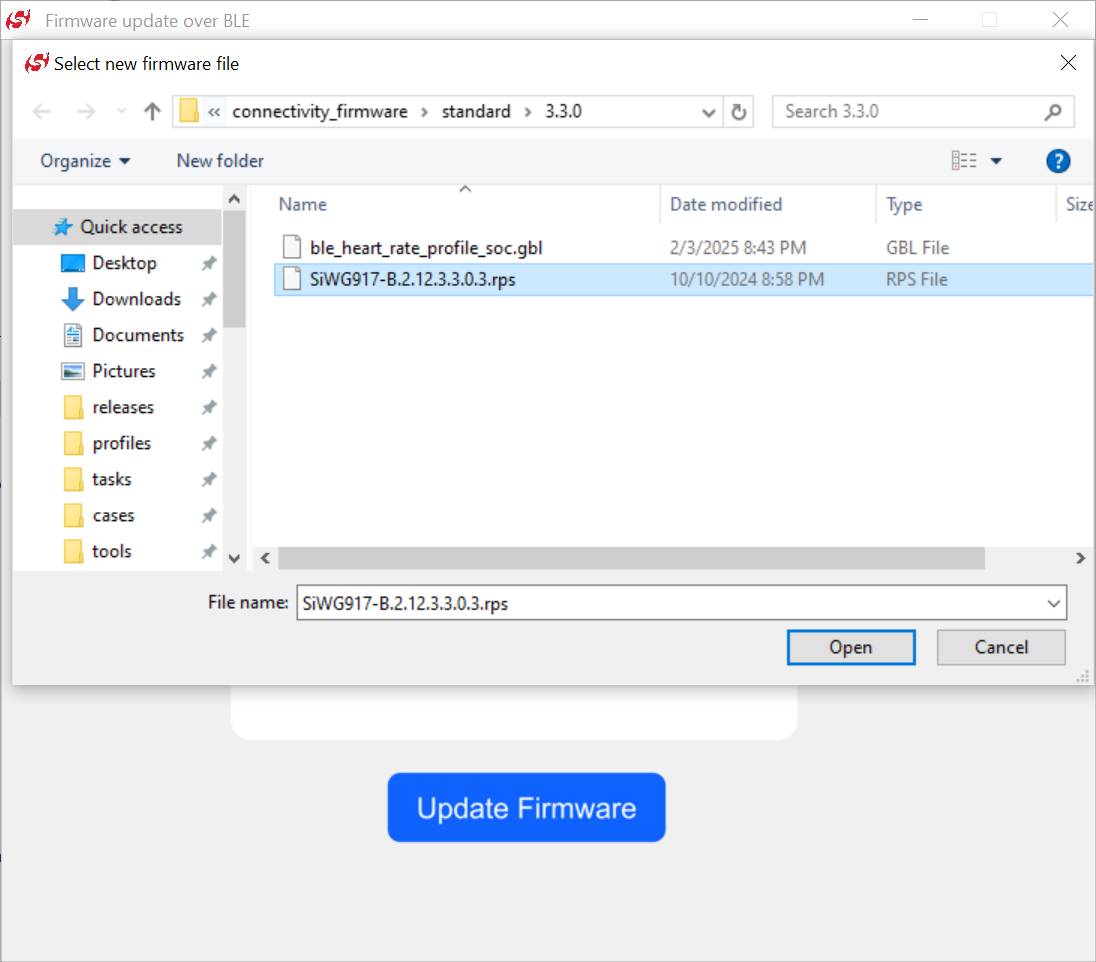 Firmware update over BLE
Select new firmware file
« connectivity_firmware › standard › 3.3.0
Search 3.3.0
Organize
New folder
?
Name Date modified Type Size
Quick access
Desktop
Downloads
Documents
Pictures
releases
profiles
tasks
cases
tools
ble_heart_rate_profile_soc.gbl 2/3/2025 8:43 PM GBL File
SiWG917-B.2.12.3.3.0.3.rps 10/10/2024 8:58 PM RPS File
File name: SiWG917-B.2.12.3.3.0.3.rps
Open Cancel
Update Firmware